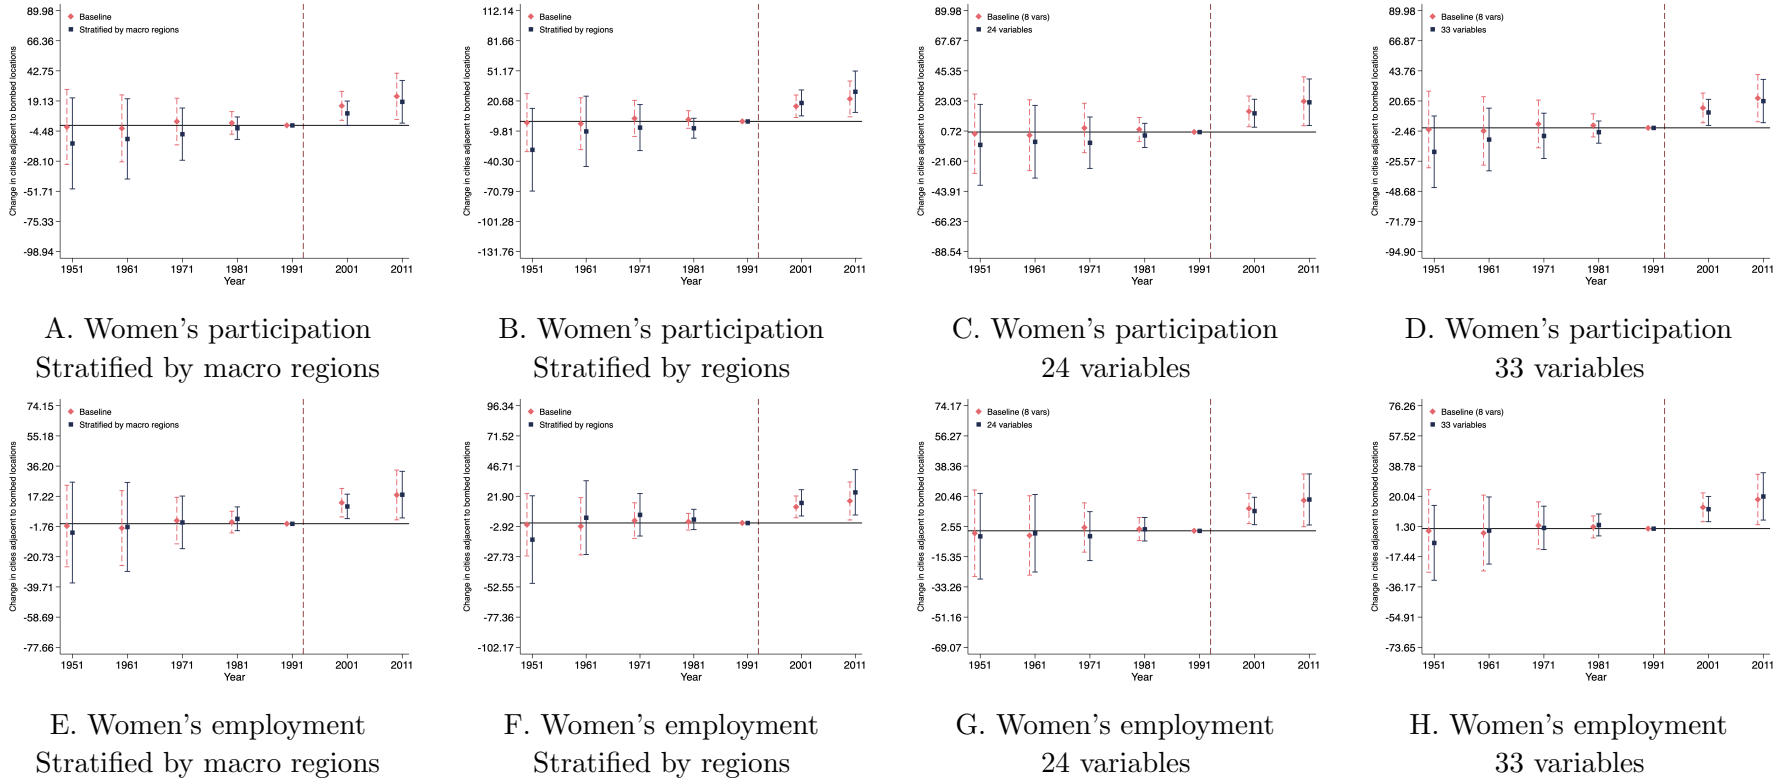 Change in cities adjacent to bombed locations
89.98
66.36
42.75
19.13
-4.48
-28.10
-51.71
-75.33
-98.94
Baseline
Stratified by macro regions
1951 1961 1971 1981 1991 2001 2011
Year
A. Women's participation
Stratified by macro regions
Change in cities adjacent to bombed locations
112.14
81.66
51.17
20.68
-9.81
-40.30
-70.79
-101.28
-131.76
Baseline
Stratified by regions
1951 1961 1971 1981 1991 2001 2011
Year
B. Women's participation
Stratified by regions
Change in cities adjacent to bombed locations
89.98
67.67
45.35
23.03
0.72
-21.60
-43.91
-66.23
-88.54
Baseline (8 vars)
24 variables
1951 1961 1971 1981 1991 2001 2011
Year
C. Women's participation
24 variables
Change in cities adjacent to bombed locations
89.98
66.87
43.76
20.65
-2.46
-25.57
-48.68
-71.79
-94.90
Baseline (8 vars)
33 variables
1951 1961 1971 1981 1991 2001 2011
Year
D. Women's participation
33 variables
Change in cities adjacent to bombed locations
74.15
55.18
36.20
17.22
-1.76
-20.73
-39.71
-58.69
-77.66
Baseline
Stratified by macro regions
1951 1961 1971 1981 1991 2001 2011
Year
E. Women's employment
Stratified by macro regions
Change in cities adjacent to bombed locations
96.34
71.52
46.71
21.90
-2.92
-27.73
-52.55
-77.36
-102.17
Baseline
Stratified by regions
1951 1961 1971 1981 1991 2001 2011
Year
F. Women's employment
Stratified by regions
Change in cities adjacent to bombed locations
74.17
56.27
38.36
20.46
2.55
-15.35
-33.26
-51.16
-69.07
Baseline (8 vars)
24 variables
1951 1961 1971 1981 1991 2001 2011
Year
G. Women's employment
24 variables
Change in cities adjacent to bombed locations
76.26
57.52
38.78
20.04
1.30
-17.44
-36.17
-54.91
-73.65
Baseline (8 vars)
33 variables
1951 1961 1971 1981 1991 2001 2011
Year
H. Women's employment
33 variables